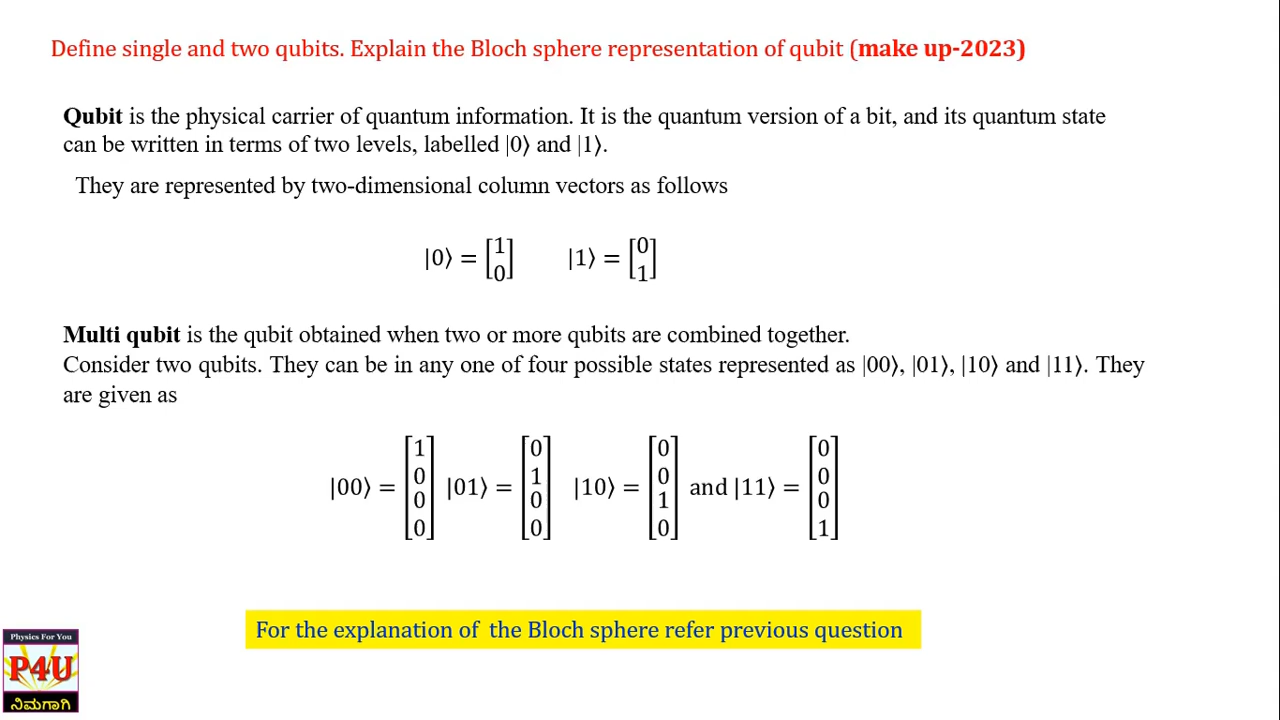 Define single and two qubits. Explain the Bloch sphere representation of qubit (make up-2023)
Qubit is the physical carrier of quantum information. It is the quantum version of a bit, and its quantum state
can be written in terms of two levels, labelled |0⟩ and |1⟩.
They are represented by two-dimensional column vectors as follows
|0⟩ = [1 0] |1⟩ = [0 1]
Multi qubit is the qubit obtained when two or more qubits are combined together.
Consider two qubits. They can be in any one of four possible states represented as |00⟩, |01⟩, |10⟩ and |11⟩. They
are given as
|00⟩ = [1 0 0 0] |01⟩ = [0 1 0 0] |10⟩ = [0 0 1 0] and |11⟩ = [0 0 0 1]
For the explanation of the Bloch sphere refer previous question
Physics For You
P4U
ನಿಮಗಾಗಿ